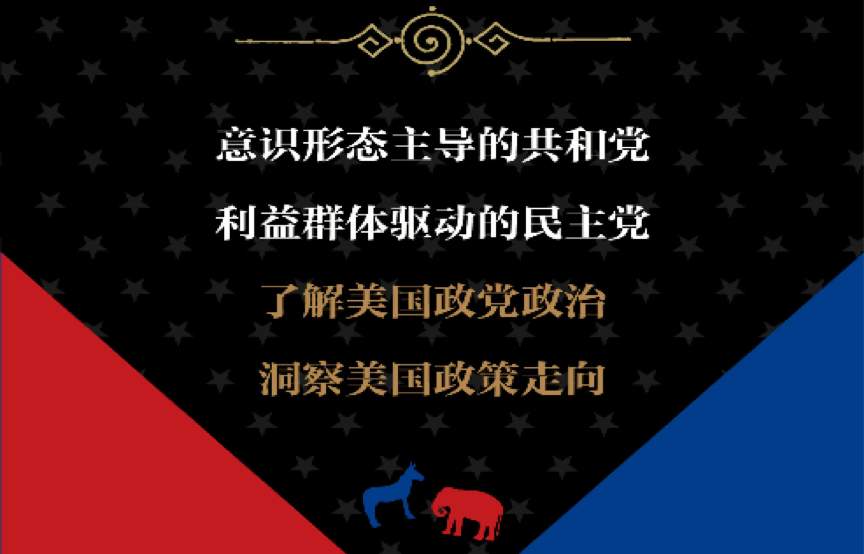 意识形态主导的共和党
利益群体驱动的民主党
了解美国政党政治
洞察美国政策走向